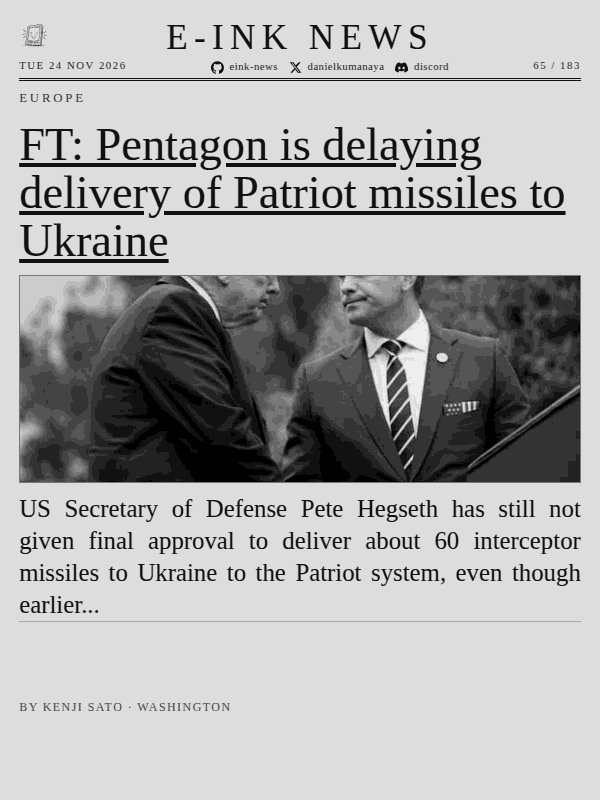 E-INK NEWS
TUE 24 NOV 2026
eink-news danielkumanaya discord
65 / 183
EUROPE
FT: Pentagon is delaying
delivery of Patriot missiles to
Ukraine
US Secretary of Defense Pete Hegseth has still not
given final approval to deliver about 60 interceptor
missiles to Ukraine to the Patriot system, even though
earlier...
BY KENJI SATO · WASHINGTON